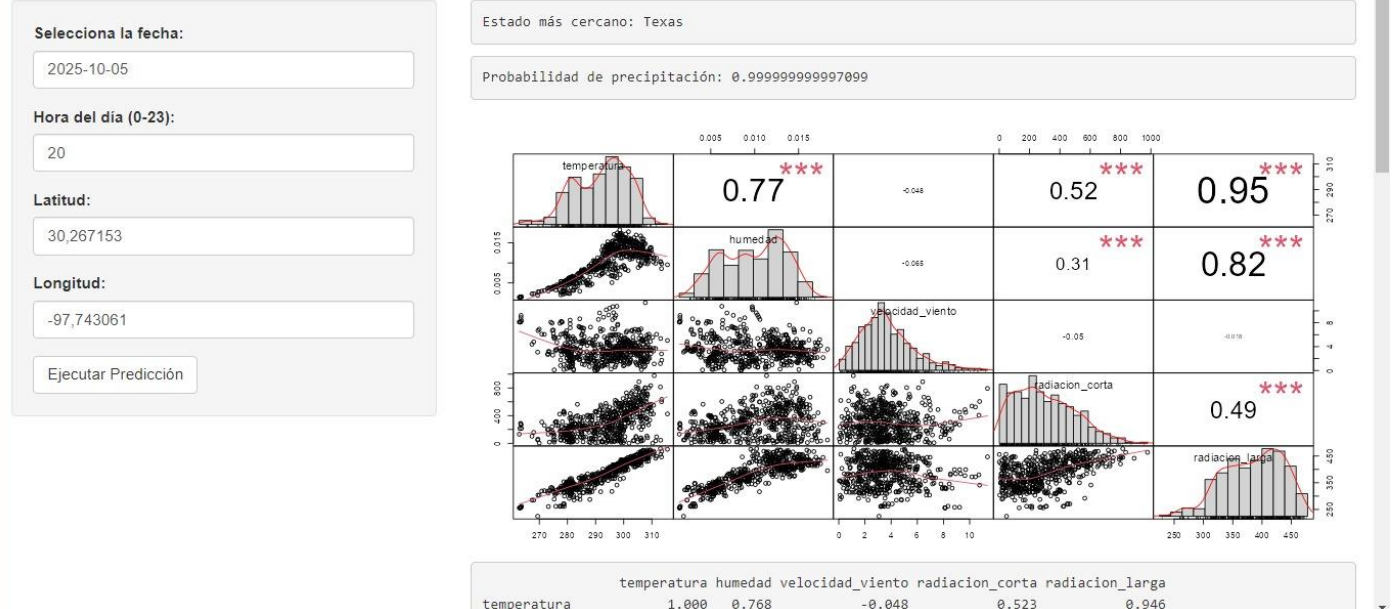 Selecciona la fecha:
2025-10-05
Hora del día (0-23):
20
Latitud:
30,267153
Longitud:
-97,743061
Ejecutar Predicción
Estado más cercano: Texas
Probabilidad de precipitación: 0.999999999997099
0.005 0.010 0.015
0 200 400 600 800 1000
temperatura
0.77 ***
-0.048
0.52 ***
0.95 ***
270 290 310
0.005 0.015
humedad
-0.065
0.31 ***
0.82 ***
velocidad_viento
-0.05
-0.018
0 4 8
0 400 800
radiacion_corta
0.49 ***
radiacion_larga
250 350 450
270 280 290 300 310
0 2 4 6 8 10
250 300 350 400 450
temperatura humedad velocidad_viento radiacion_corta radiacion_larga
temperatura 1.000 0.768 -0.048 0.523 0.946